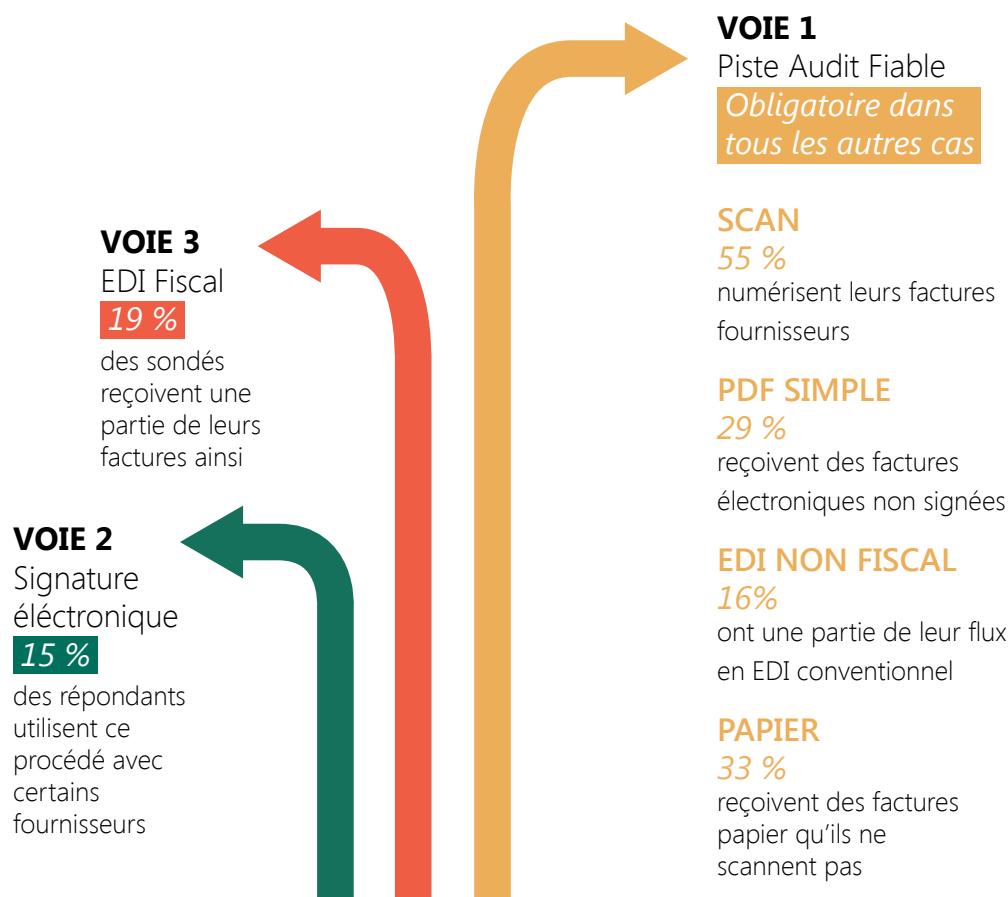 VOIE 1
Piste Audit Fiable
Obligatoire dans
tous les autres cas
SCAN
55 %
numérisent leurs factures
fournisseurs
PDF SIMPLE
29 %
reçoivent des factures
électroniques non signées
EDI NON FISCAL
16%
ont une partie de leur flux
en EDI conventionnel
PAPIER
33 %
reçoivent des factures
papier qu’ils ne
scannent pas
VOIE 3
EDI Fiscal
19 %
des sondés
reçoivent une
partie de leurs
factures ainsi
VOIE 2
Signature
éléctronique
15 %
des répondants
utilisent ce
procédé avec
certains
fournisseurs